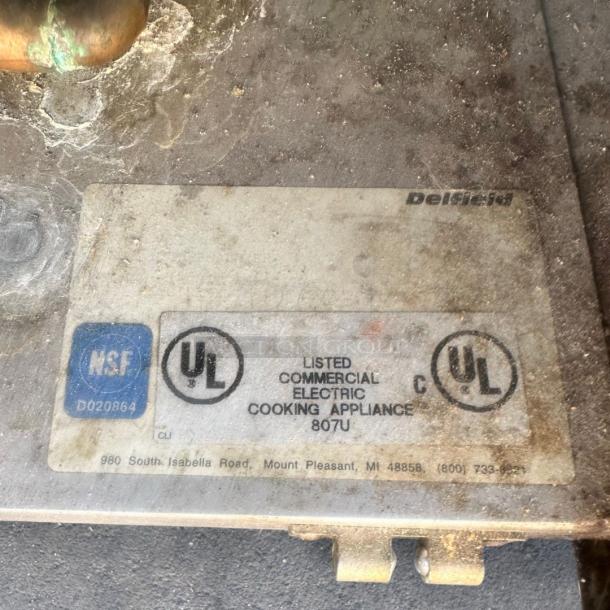 Delfield
NSF
D020864
UL
®
LISTED
COMMERCIAL
ELECTRIC
COOKING APPLIANCE
807U
C UL
®
CLI
980 South Isabella Road, Mount Pleasant, MI 48858, (800) 733-8821